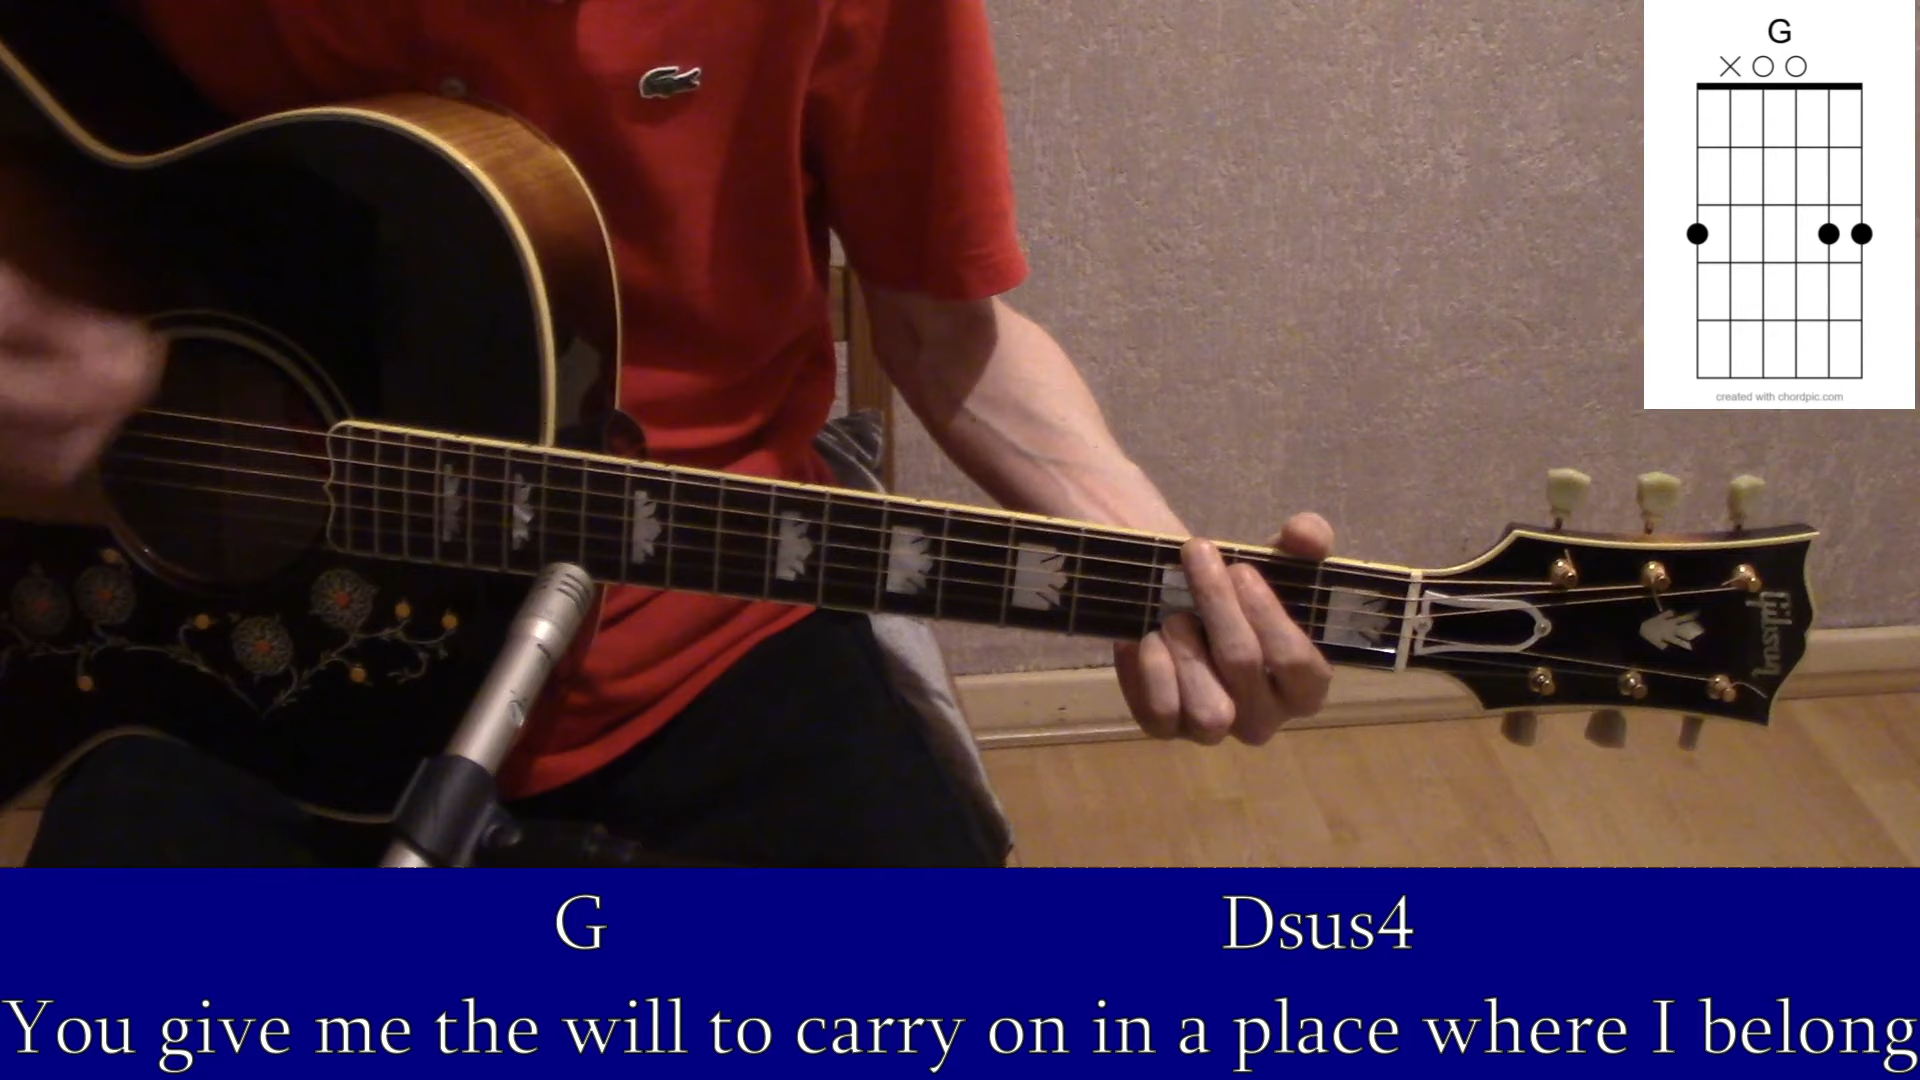 G
created with chordpic.com
Gibson
G Dsus4
You give me the will to carry on in a place where I belong